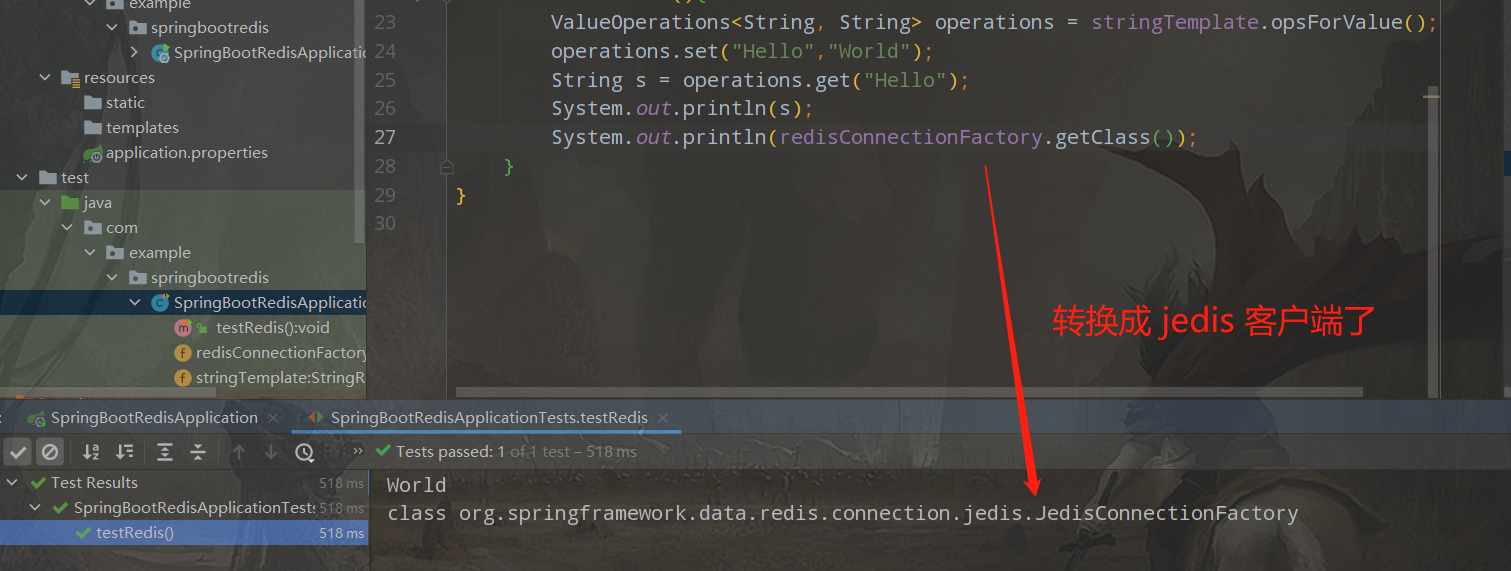 example
springbootredis
SpringBootRedisApplicatic
resources
static
templates
application.properties
test
java
com
example
springbootredis
SpringBootRedisApplicatic
testRedis():void
redisConnectionFactory
stringTemplate:StringR
(){
23 ValueOperations<String, String> operations = stringTemplate.opsForValue();
24 operations.set("Hello","World");
25 String s = operations.get("Hello");
26 System.out.println(s);
27 System.out.println(redisConnectionFactory.getClass());
28 }
29 }
30
转换成 jedis 客户端了
SpringBootRedisApplication
SpringBootRedisApplicationTests.testRedis
Tests passed: 1 of 1 test – 518 ms
Test Results 518 ms
SpringBootRedisApplicationTests 518 ms
testRedis() 518 ms
World
class org.springframework.data.redis.connection.jedis.JedisConnectionFactory